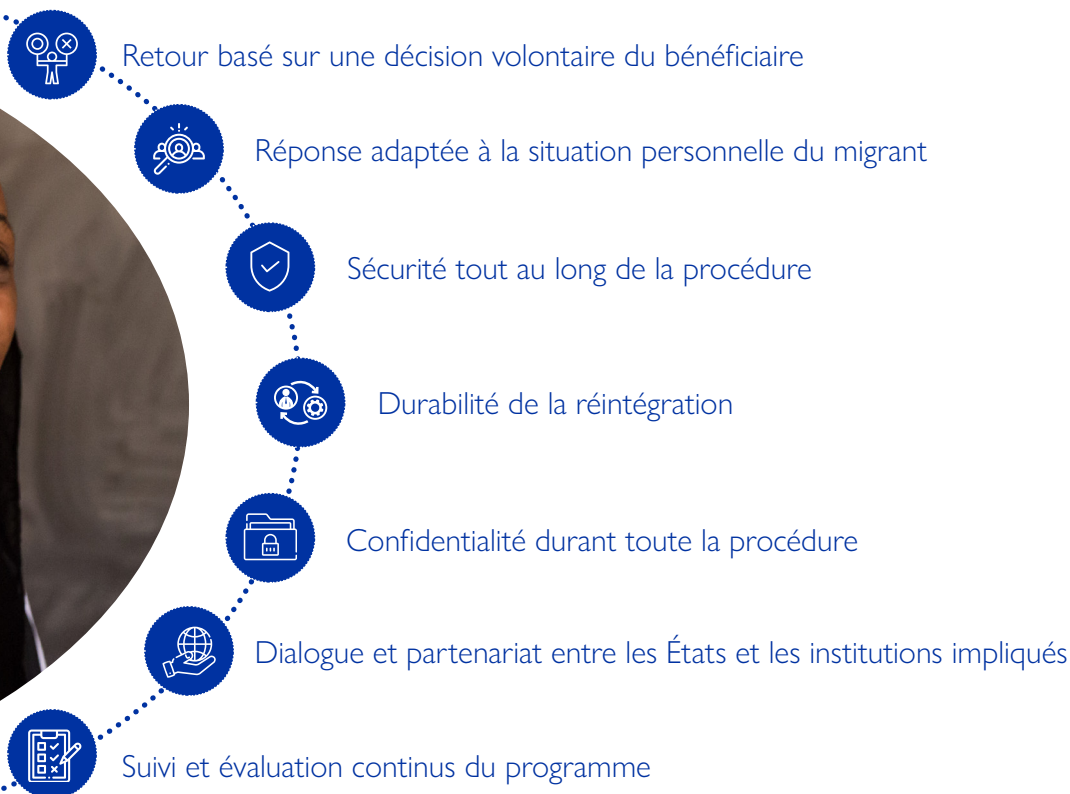 Retour basé sur une décision volontaire du bénéficiaire
Réponse adaptée à la situation personnelle du migrant
Sécurité tout au long de la procédure
Durabilité de la réintégration
Confidentialité durant toute la procédure
Dialogue et partenariat entre les États et les institutions impliqués
Suivi et évaluation continus du programme